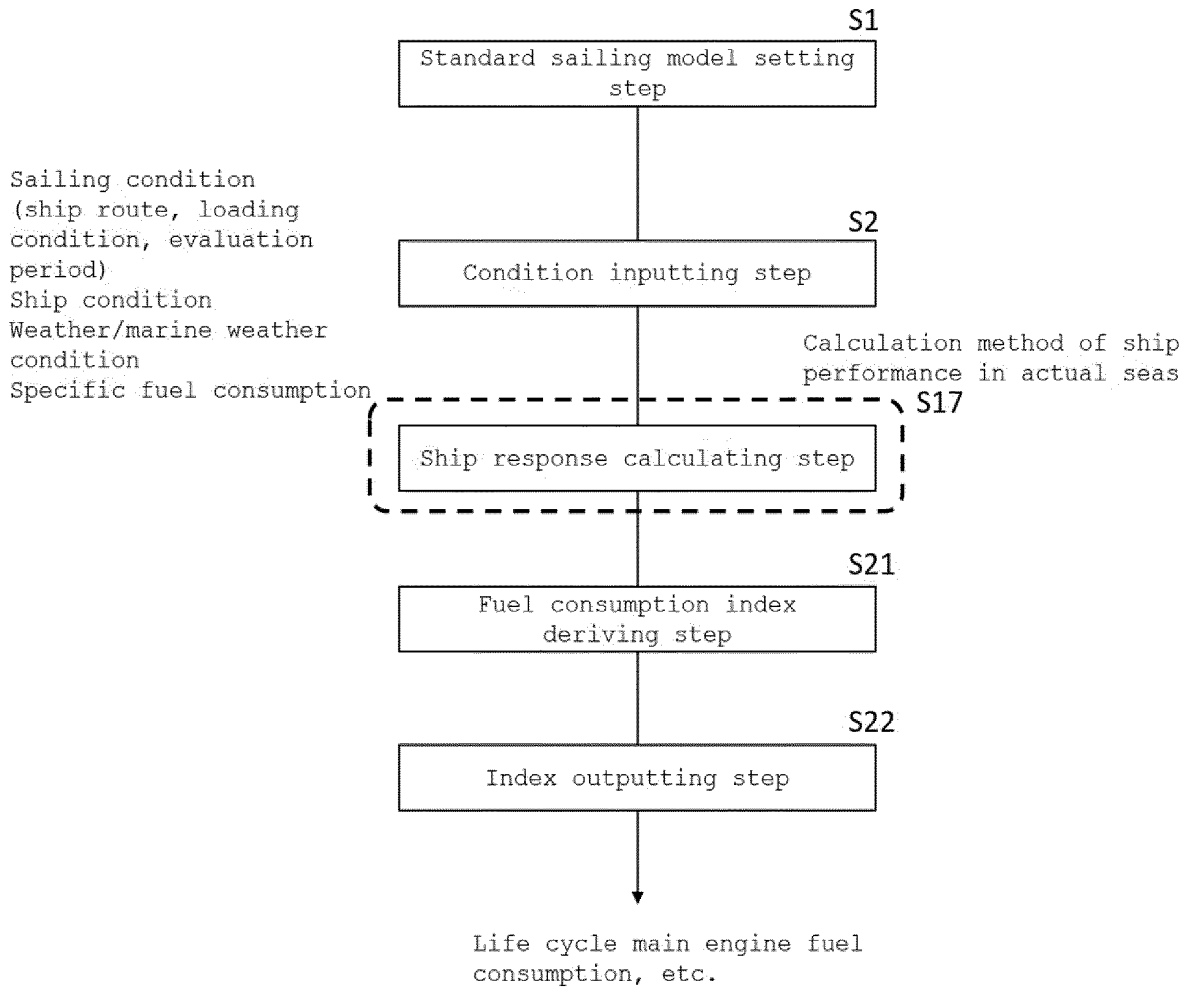 S1
Standard sailing model setting
step
Sailing condition
(ship route, loading
condition, evaluation
period)
Ship condition
Weather/marine weather
condition
Specific fuel consumption
S2
Condition inputting step
Calculation method of ship
performance in actual seas
S17
Ship response calculating step
S21
Fuel consumption index
deriving step
S22
Index outputting step
Life cycle main engine fuel
consumption, etc.